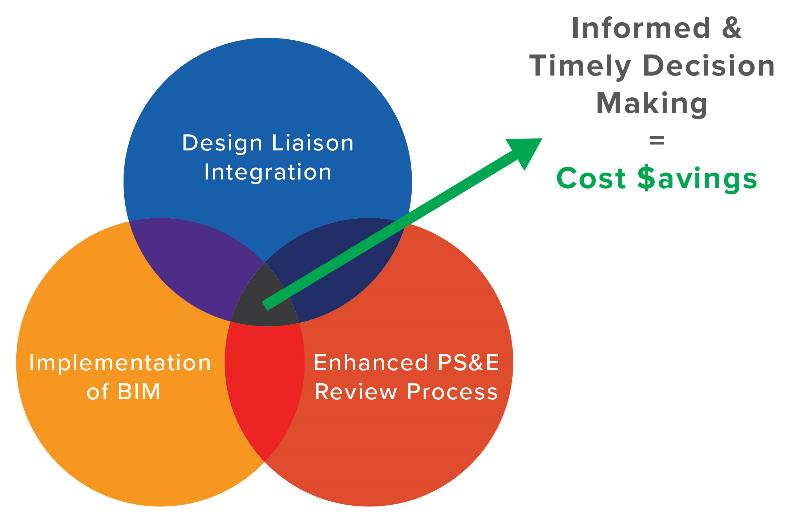 Informed &
Timely Decision
Making
=
Cost $avings
Design Liaison
Integration
Implementation
of BIM
Enhanced PS&E
Review Process